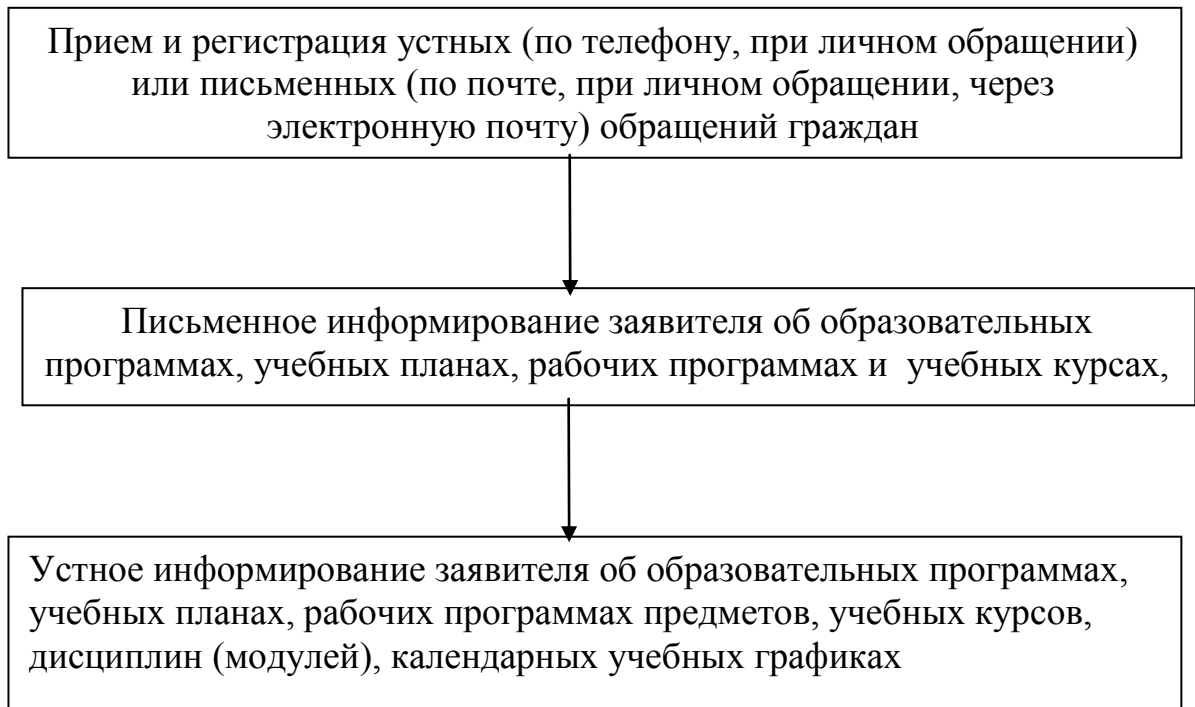 Прием и регистрация устных (по телефону, при личном обращении)
или письменных (по почте, при личном обращении, через
электронную почту) обращений граждан
Письменное информирование заявителя об образовательных
программах, учебных планах, рабочих программах и  учебных курсах,
Устное информирование заявителя об образовательных программах,
учебных планах, рабочих программах предметов, учебных курсов,
дисциплин (модулей), календарных учебных графиках